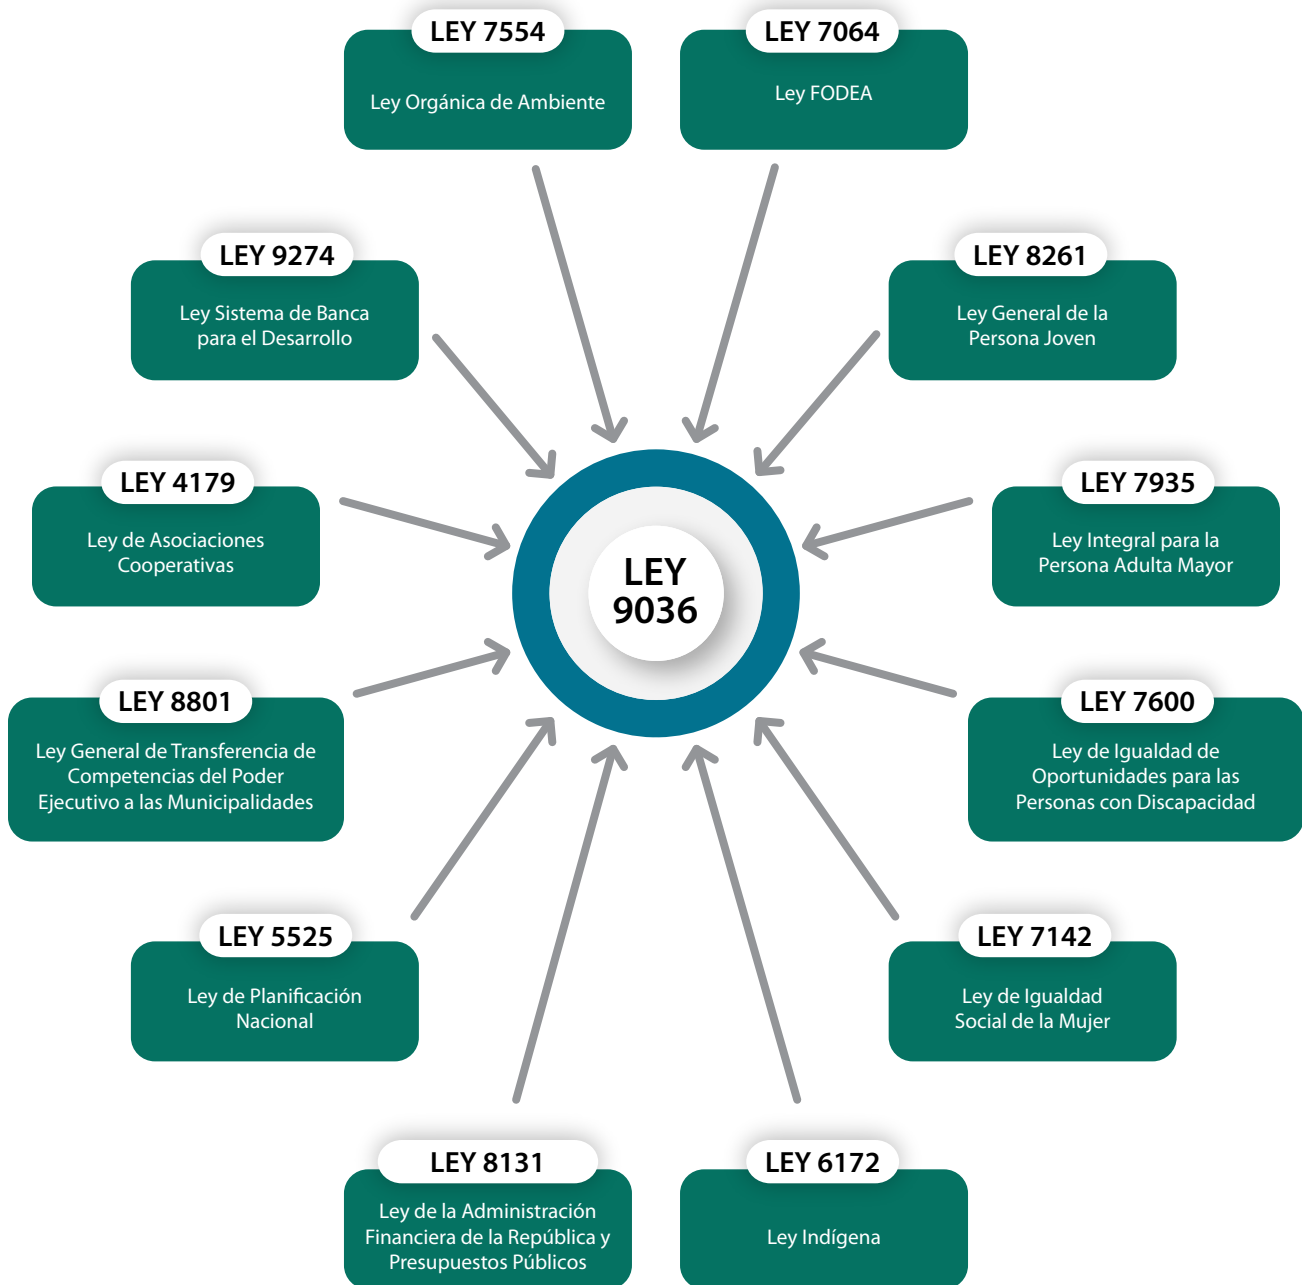 LEY 7554
Ley Orgánica de Ambiente
LEY 7064
Ley FODEA
LEY 9274
Ley Sistema de Banca
para el Desarrollo
LEY 8261
Ley General de la
Persona Joven
LEY 4179
Ley de Asociaciones
Cooperativas
LEY 7935
Ley Integral para la
Persona Adulta Mayor
LEY
9036
LEY 8801
Ley General de Transferencia de
Competencias del Poder
Ejecutivo a las Municipalidades
LEY 7600
Ley de Igualdad de
Oportunidades para las
Personas con Discapacidad
LEY 5525
Ley de Planificación
Nacional
LEY 7142
Ley de Igualdad
Social de la Mujer
LEY 8131
Ley de la Administración
Financiera de la República y
Presupuestos Públicos
LEY 6172
Ley Indígena